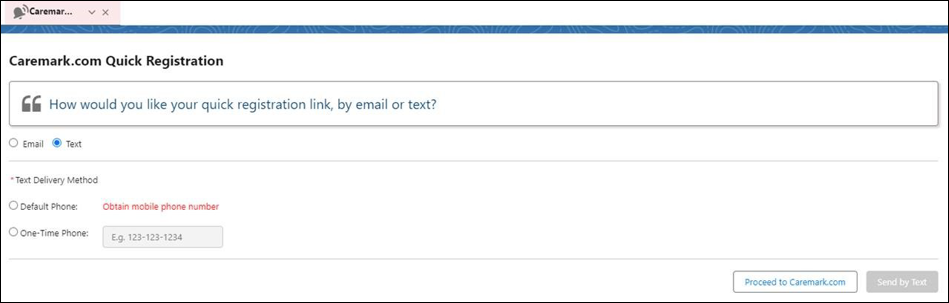 Caremar...
Caremark.com Quick Registration
How would you like your quick registration link, by email or text?
Email Text
*Text Delivery Method
Default Phone: Obtain mobile phone number
One-Time Phone: E.g. 123-123-1234
Proceed to Caremark.com Send by Text